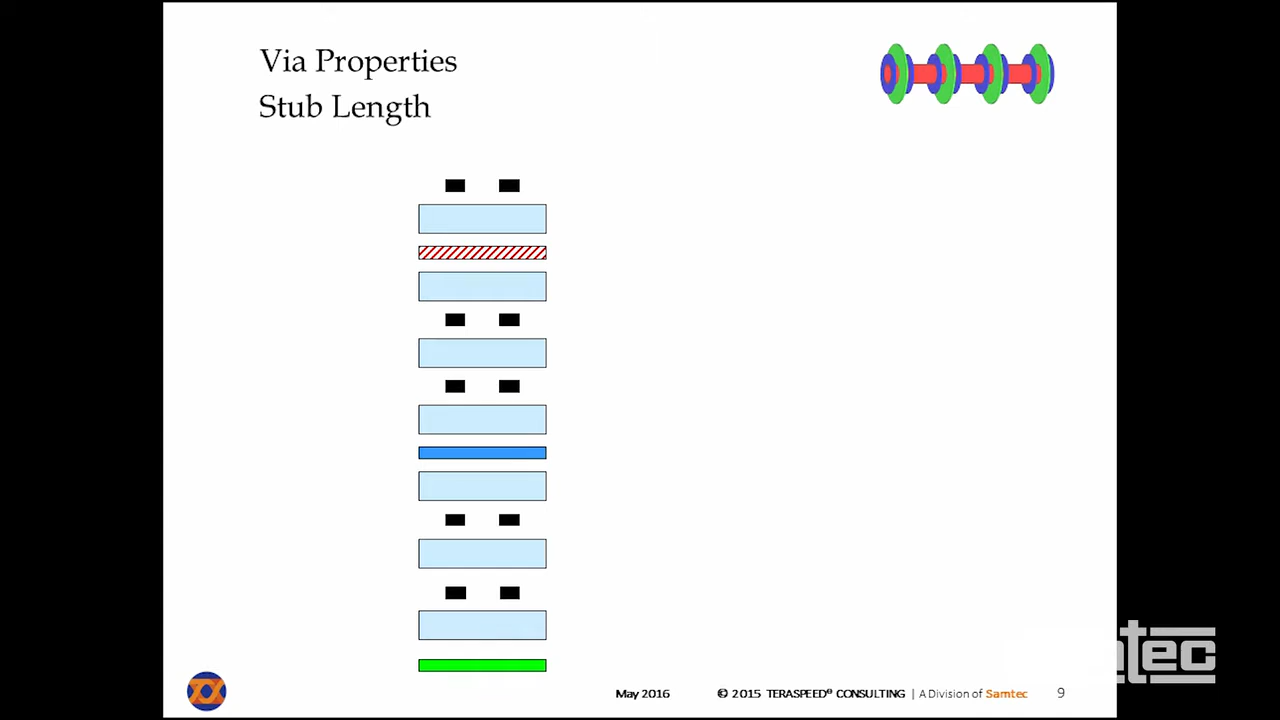 Via Properties
Stub Length
May 2016
© 2015 TERASPEED® CONSULTING | A Division of Samtec
9